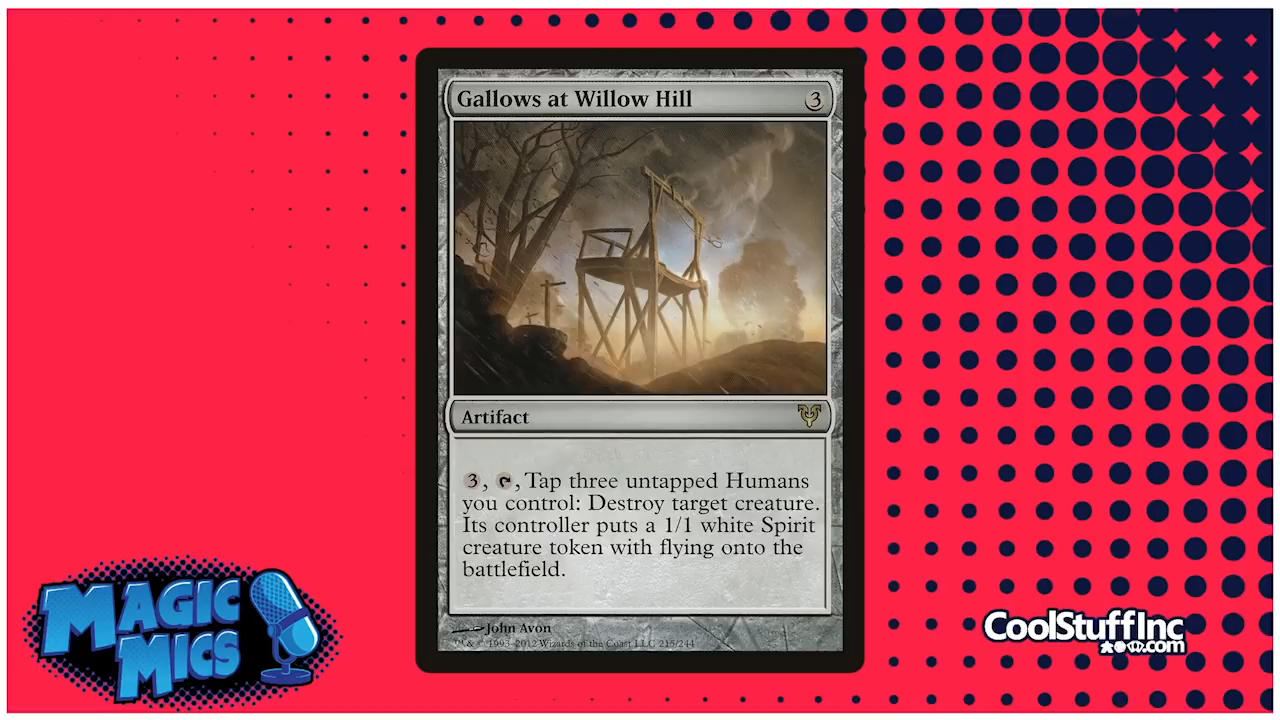 Gallows at Willow Hill 3
Artifact
3, , Tap three untapped Humans
you control: Destroy target creature.
Its controller puts a 1/1 white Spirit
creature token with flying onto the
battlefield.
John Avon
™ & © 1993–2012 Wizards of the Coast LLC 215/244
MAGIC
MICS
CoolStuffInc
.com